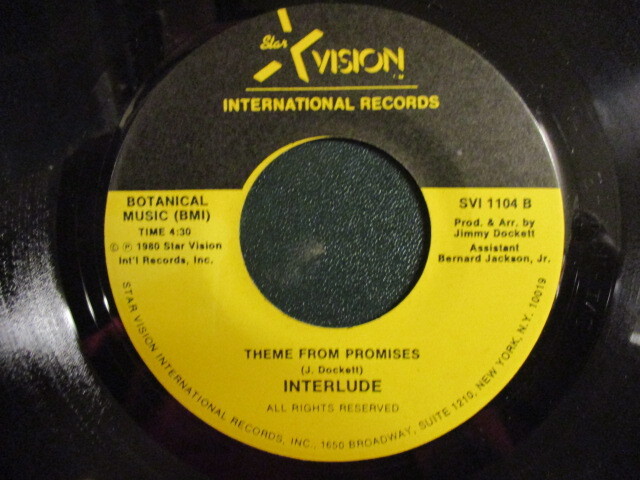 Star
VISION
TM
INTERNATIONAL RECORDS
BOTANICAL
MUSIC (BMI)
TIME 4:30
© ℗ 1980 Star Vision
Int'l Records, Inc.
SVI 1104 B
Prod. & Arr. by
Jimmy Dockett
Assistant
Bernard Jackson, Jr.
THEME FROM PROMISES
(J. Dockett)
INTERLUDE
ALL RIGHTS RESERVED
STAR VISION INTERNATIONAL RECORDS, INC., 1650 BROADWAY, SUITE 1210, NEW YORK, N.Y. 10019